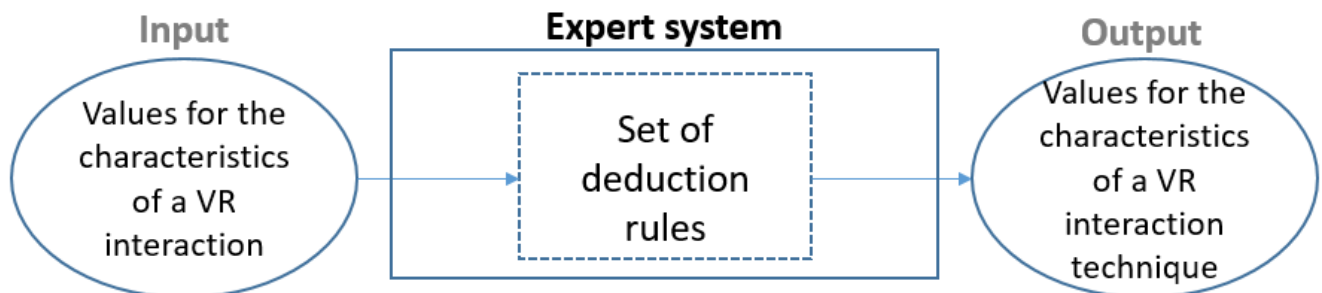 Input
Values for the
characteristics
of a VR
interaction
Expert system
Set of
deduction
rules
Output
Values for the
characteristics
of a VR
interaction
technique